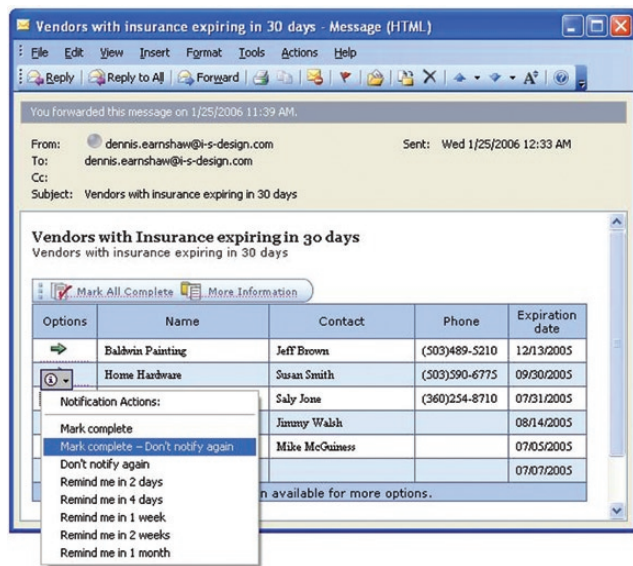 Vendors with insurance expiring in 30 days - Message (HTML)
File Edit View Insert Format Tools Actions Help
Reply Reply to All Forward
You forwarded this message on 1/25/2006 11:39 AM.
From: dennis.earnshaw@i-s-design.com Sent: Wed 1/25/2006 12:33 AM
To: dennis.earnshaw@i-s-design.com
Cc:
Subject: Vendors with insurance expiring in 30 days
Vendors with Insurance expiring in 30 days
Vendors with insurance expiring in 30 days
Mark All Complete More Information
Options Name Contact Phone Expiration date
Baldwin Painting Jeff Brown (503)489-5210 12/13/2005
Home Hardware Susan Smith (503)590-6775 09/30/2005
Saly Jone (360)254-8710 07/31/2005
Jimmy Walsh 08/14/2005
Mike McGuiness 07/05/2005
07/07/2005
n available for more options.
Notification Actions:
Mark complete
Mark complete – Don't notify again
Don't notify again
Remind me in 2 days
Remind me in 4 days
Remind me in 1 week
Remind me in 2 weeks
Remind me in 1 month